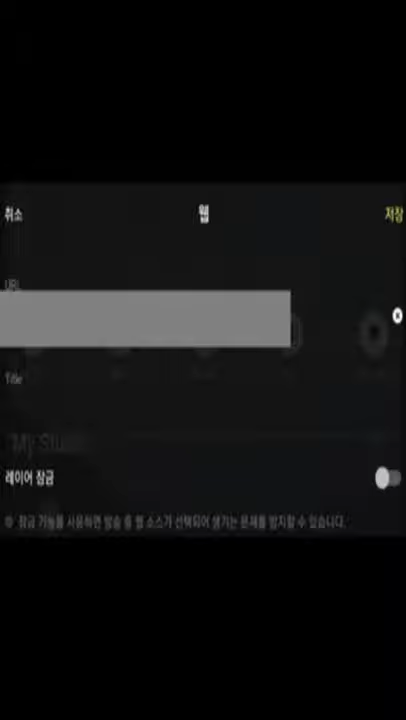 취소
웹
저장
URL
Title
My Studio
레이어 잠금
※ 잠금 기능을 사용하면 방송 중 웹 소스가 선택되어 생기는 문제를 방지할 수 있습니다.